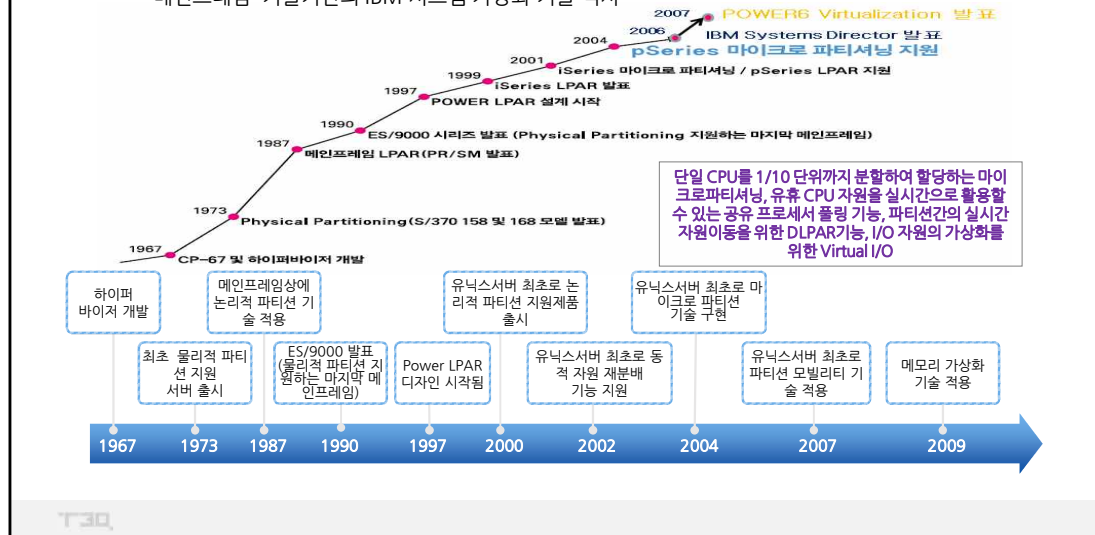 2007 POWER6 Virtualization 발표
2006 IBM Systems Director 발표
2004 pSeries 마이크로 파티셔닝 지원
2001 iSeries 마이크로 파티셔닝 / pSeries LPAR 지원
1999 iSeries LPAR 발표
1997 POWER LPAR 설계 시작
1990 ES/9000 시리즈 발표 (Physical Partitioning 지원하는 마지막 메인프레임)
1987 메인프레임 LPAR(PR/SM 발표)
1973 Physical Partitioning(S/370 158 및 168 모델 발표)
1967 CP-67 및 하이퍼바이저 개발
단일 CPU를 1/10 단위까지 분할하여 할당하는 마이
크로파티셔닝, 유휴 CPU 자원을 실시간으로 활용할
수 있는 공유 프로세서 풀링 기능, 파티션간의 실시간
자원이동을 위한 DLPAR기능, I/O 자원의 가상화를
위한 Virtual I/O
하이퍼
바이저 개발
메인프레임상에
논리적 파티션 기
술 적용
유닉스서버 최초로 논
리적 파티션 지원제품
출시
유닉스서버 최초로 마
이크로 파티션
기술 구현
최초 물리적 파티
션 지원
서버 출시
ES/9000 발표
(물리적 파티션 지
원하는 마지막 메
인프레임)
Power LPAR
디자인 시작됨
유닉스서버 최초로 동
적 자원 재분배
기능 지원
유닉스서버 최초로
파티션 모빌리티 기
술 적용
메모리 가상화
기술 적용
1967 1973 1987 1990 1997 2000 2002 2004 2007 2009